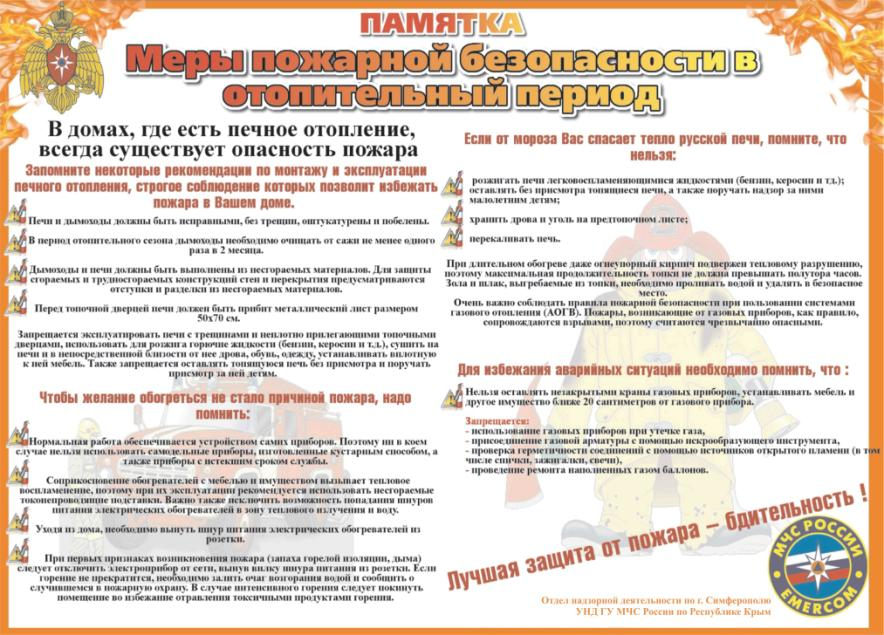 ПАМЯТКА
Меры пожарной безопасности в
отопительный период
В домах, где есть печное отопление,
всегда существует опасность пожара
Запомните некоторые рекомендации по монтажу и эксплуатации
печного отопления, строгое соблюдение которых позволит избежать
пожара в Вашем доме.
Печи и дымоходы должны быть исправными, без трещин, оштукатурены и побелены.
В период отопительного сезона дымоходы необходимо очищать от сажи не менее одного
раза в 2 месяца.
Дымоходы и печи должны быть выполнены из несгораемых материалов. Для защиты
сгораемых и трудносгораемых конструкций стен и перекрытия предусматриваются
отступки и разделки из несгораемых материалов.
Перед топочной дверцей печи должен быть прибит металлический лист размером
50х70 см.
Запрещается эксплуатировать печи с трещинами и неплотно прилегающими топочными
дверцами, использовать для розжига горючие жидкости (бензин, керосин и т.д.), сушить на
печи и в непосредственной близости от нее дрова, обувь, одежду, устанавливать вплотную
к ней мебель. Также запрещается оставлять топящуюся печь без присмотра и поручать
присмотр за ней детям.
Чтобы желание обогреться не стало причиной пожара, надо
помнить:
Нормальная работа обеспечивается устройством самих приборов. Поэтому ни в коем
случае нельзя использовать самодельные приборы, изготовленные кустарным способом, а
также приборы с истекшим сроком службы.
Соприкосновение обогревателей с мебелью и имуществом вызывает тепловое
воспламенение, поэтому при их эксплуатации рекомендуется использовать несгораемые
токонепроводящие подставки. Важно также исключить возможность попадания шнуров
питания электрических обогревателей в зону теплового излучения и воду.
Уходя из дома, необходимо вынуть шнур питания электрических обогревателей из
розетки.
При первых признаках возникновения пожара (запаха горелой изоляции, дыма)
следует отключить электроприбор от сети, вынув вилку шнура питания из розетки. Если
горение не прекратится, необходимо залить очаг возгорания водой и сообщить о
случившемся в пожарную охрану. В случае интенсивного горения следует покинуть
помещение во избежание отравления токсичными продуктами горения.
Если от мороза Вас спасает тепло русской печи, помните, что
нельзя:
розжигать печи легковоспламеняющимися жидкостями (бензин, керосин и т.д.);
оставлять без присмотра топящиеся печи, а также поручать надзор за ними
малолетним детям;
хранить дрова и уголь на предтопочном листе;
перекаливать печь.
При длительном обогреве даже огнеупорный кирпич подвержен тепловому разрушению,
поэтому максимальная продолжительность топки не должна превышать полутора часов.
Зола и шлак, выгребаемые из топки, необходимо проливать водой и удалять в безопасное
место.
Очень важно соблюдать правила пожарной безопасности при пользовании системами
газового отопления (АОГВ). Пожары, возникающие от газовых приборов, как правило,
сопровождаются взрывами, поэтому считаются чрезвычайно опасными.
Для избежания аварийных ситуаций необходимо помнить, что :
Нельзя оставлять незакрытыми краны газовых приборов, устанавливать мебель и
другое имущество ближе 20 сантиметров от газового прибора.
Запрещается:
- использование газовых приборов при утечке газа,
- присоединение газовой арматуры с помощью искрообразующего инструмента,
- проверка герметичности соединений с помощью источников открытого пламени (в том
числе спички, зажигалки, свечи),
- проведение ремонта наполненных газом баллонов.
Лучшая защита от пожара – бдительность !
МЧС РОССИИ
EMERCOM
Отдел надзорной деятельности по г. Симферополю
УНД ГУ МЧС России по Республике Крым